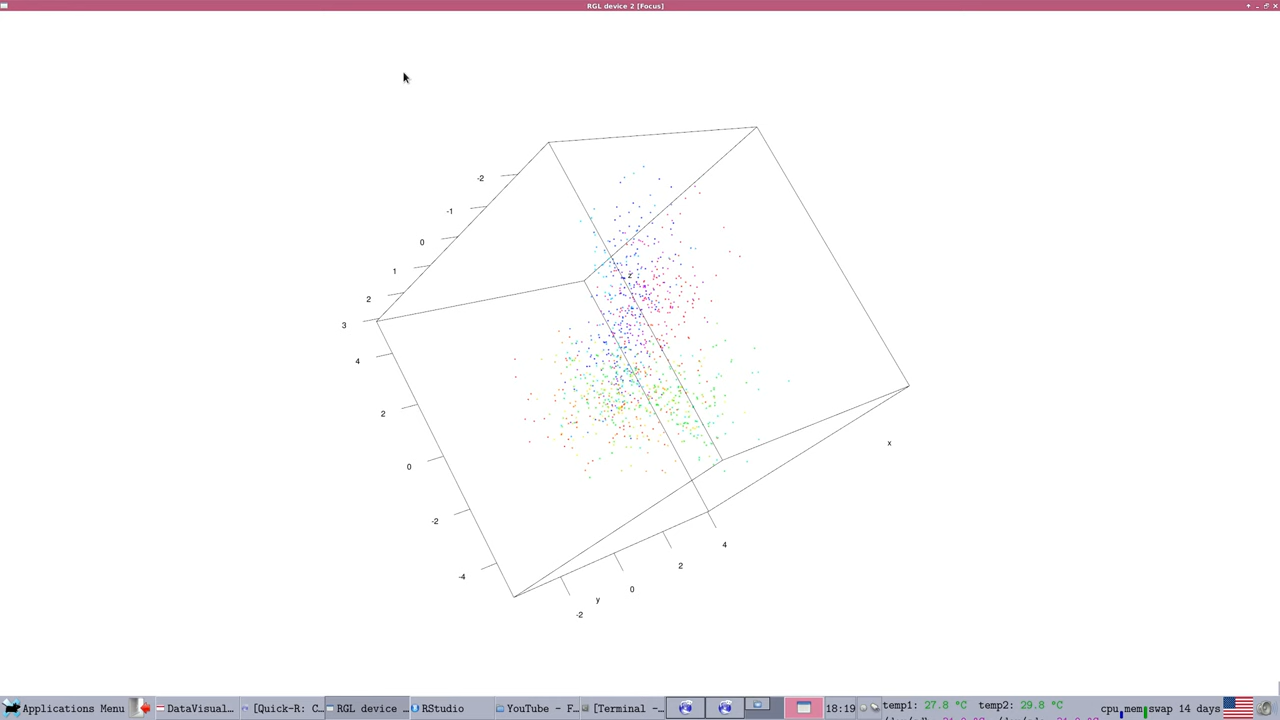 RGL device 2 [Focus]
-2
-1
0
1
2
3
z
4
2
0
-2
-4
x
4
2
0
y
-2
Applications Menu
DataVisual...
[Quick-R: C...
RGL device ...
RStudio
YouTube - F...
[Terminal -...
18:19
temp1: 27.8 °C temp2: 29.8 °C
cpu mem swap 14 days